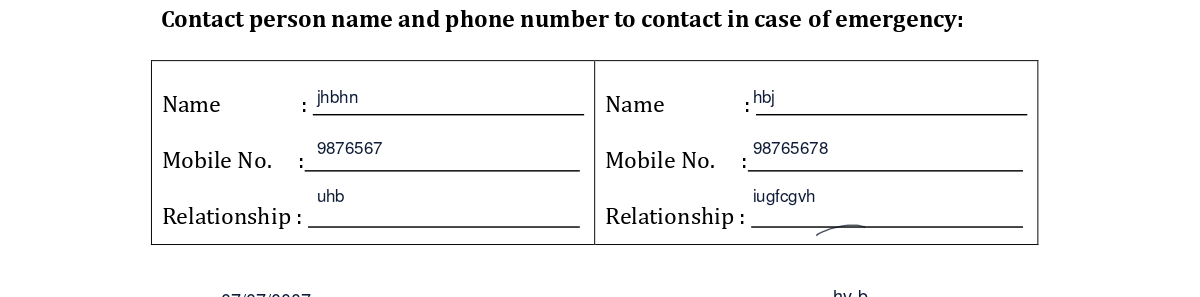 Contact person name and phone number to contact in case of emergency:
Name : jhbhn
Name : hbj
Mobile No. : 9876567
Mobile No. : 98765678
Relationship : uhb
Relationship : iugfcgvh